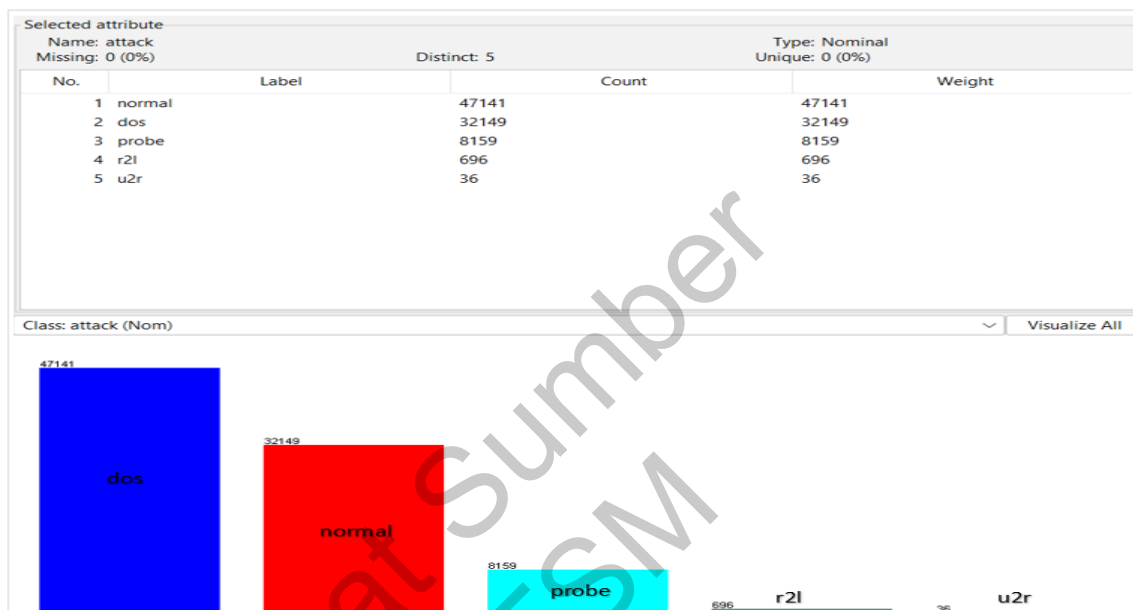 Selected attribute
Name: attack Type: Nominal
Missing: 0 (0%) Distinct: 5 Unique: 0 (0%)
No. Label Count Weight
1 normal 47141 47141
2 dos 32149 32149
3 probe 8159 8159
4 r2l 696 696
5 u2r 36 36
Class: attack (Nom) Visualize All
47141
32149
dos
normal
8159
probe
696
r2l
36
u2r
at Sumber
FSM